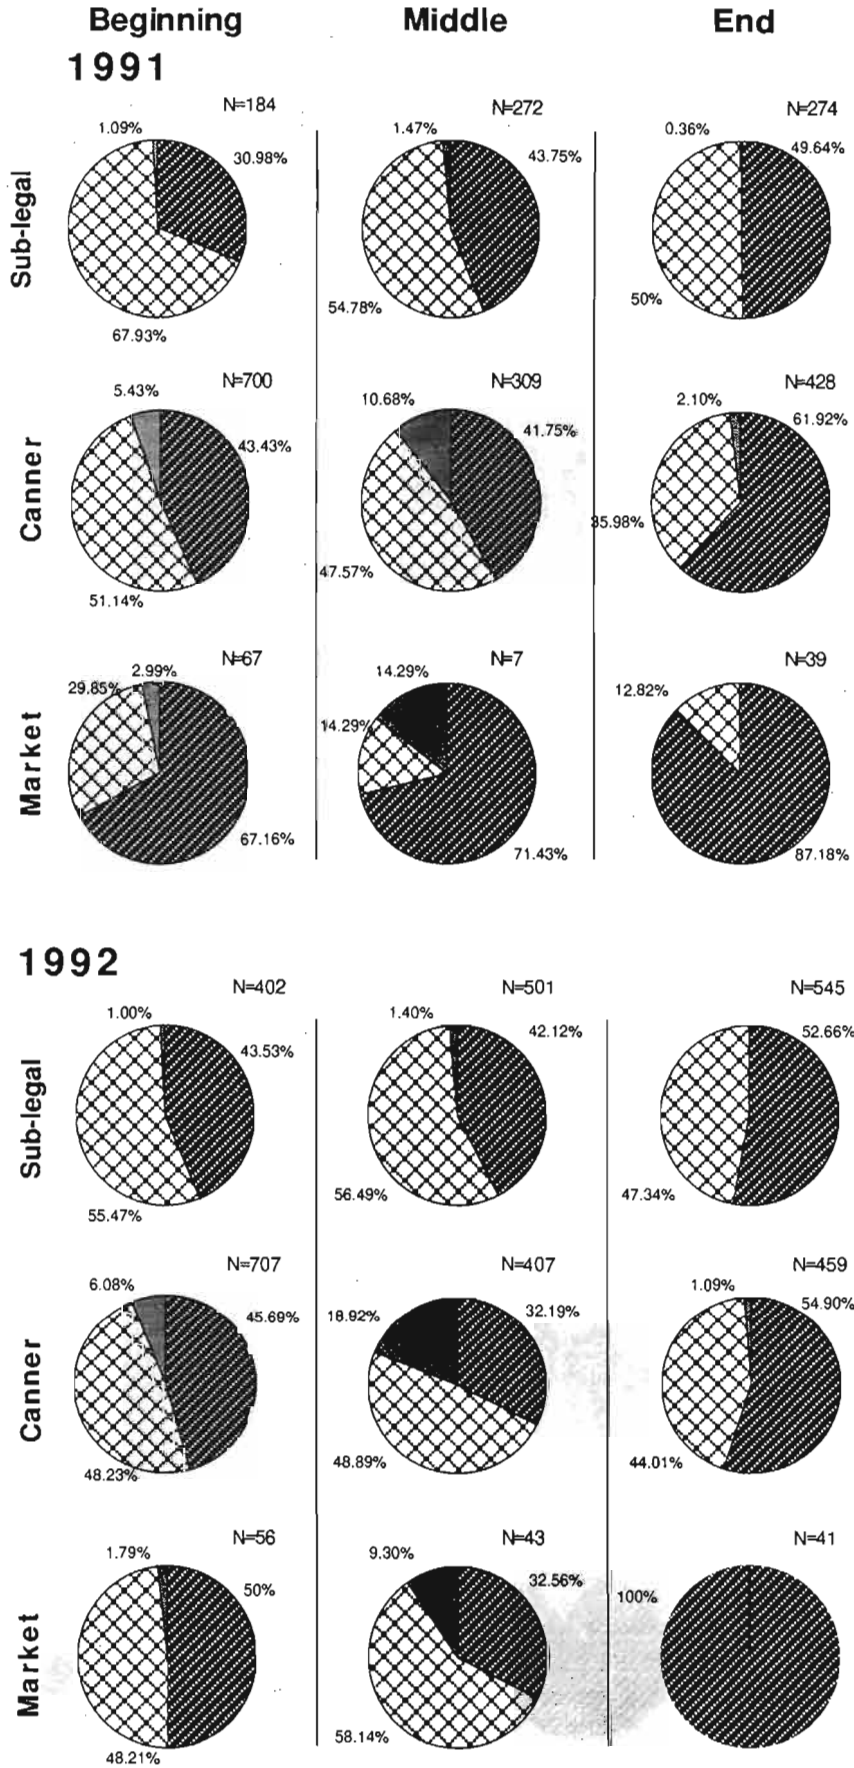 Beginning Middle End
1991
Sub-legal
N=184
1.09%
30.98%
67.93%
N=272
1.47%
43.75%
54.78%
N=274
0.36%
49.64%
50%
Canner
N=700
5.43%
43.43%
51.14%
N=309
10.68%
41.75%
47.57%
N=428
2.10%
61.92%
35.98%
Market
N=67
2.99%
29.85%
67.16%
N=7
14.29%
14.29%
71.43%
N=39
12.82%
87.18%
1992
Sub-legal
N=402
1.00%
43.53%
55.47%
N=501
1.40%
42.12%
56.49%
N=545
52.66%
47.34%
Canner
N=707
6.08%
45.69%
48.23%
N=407
18.92%
32.19%
48.89%
N=459
1.09%
54.90%
44.01%
Market
N=56
1.79%
50%
48.21%
N=43
9.30%
32.56%
58.14%
N=41
100%